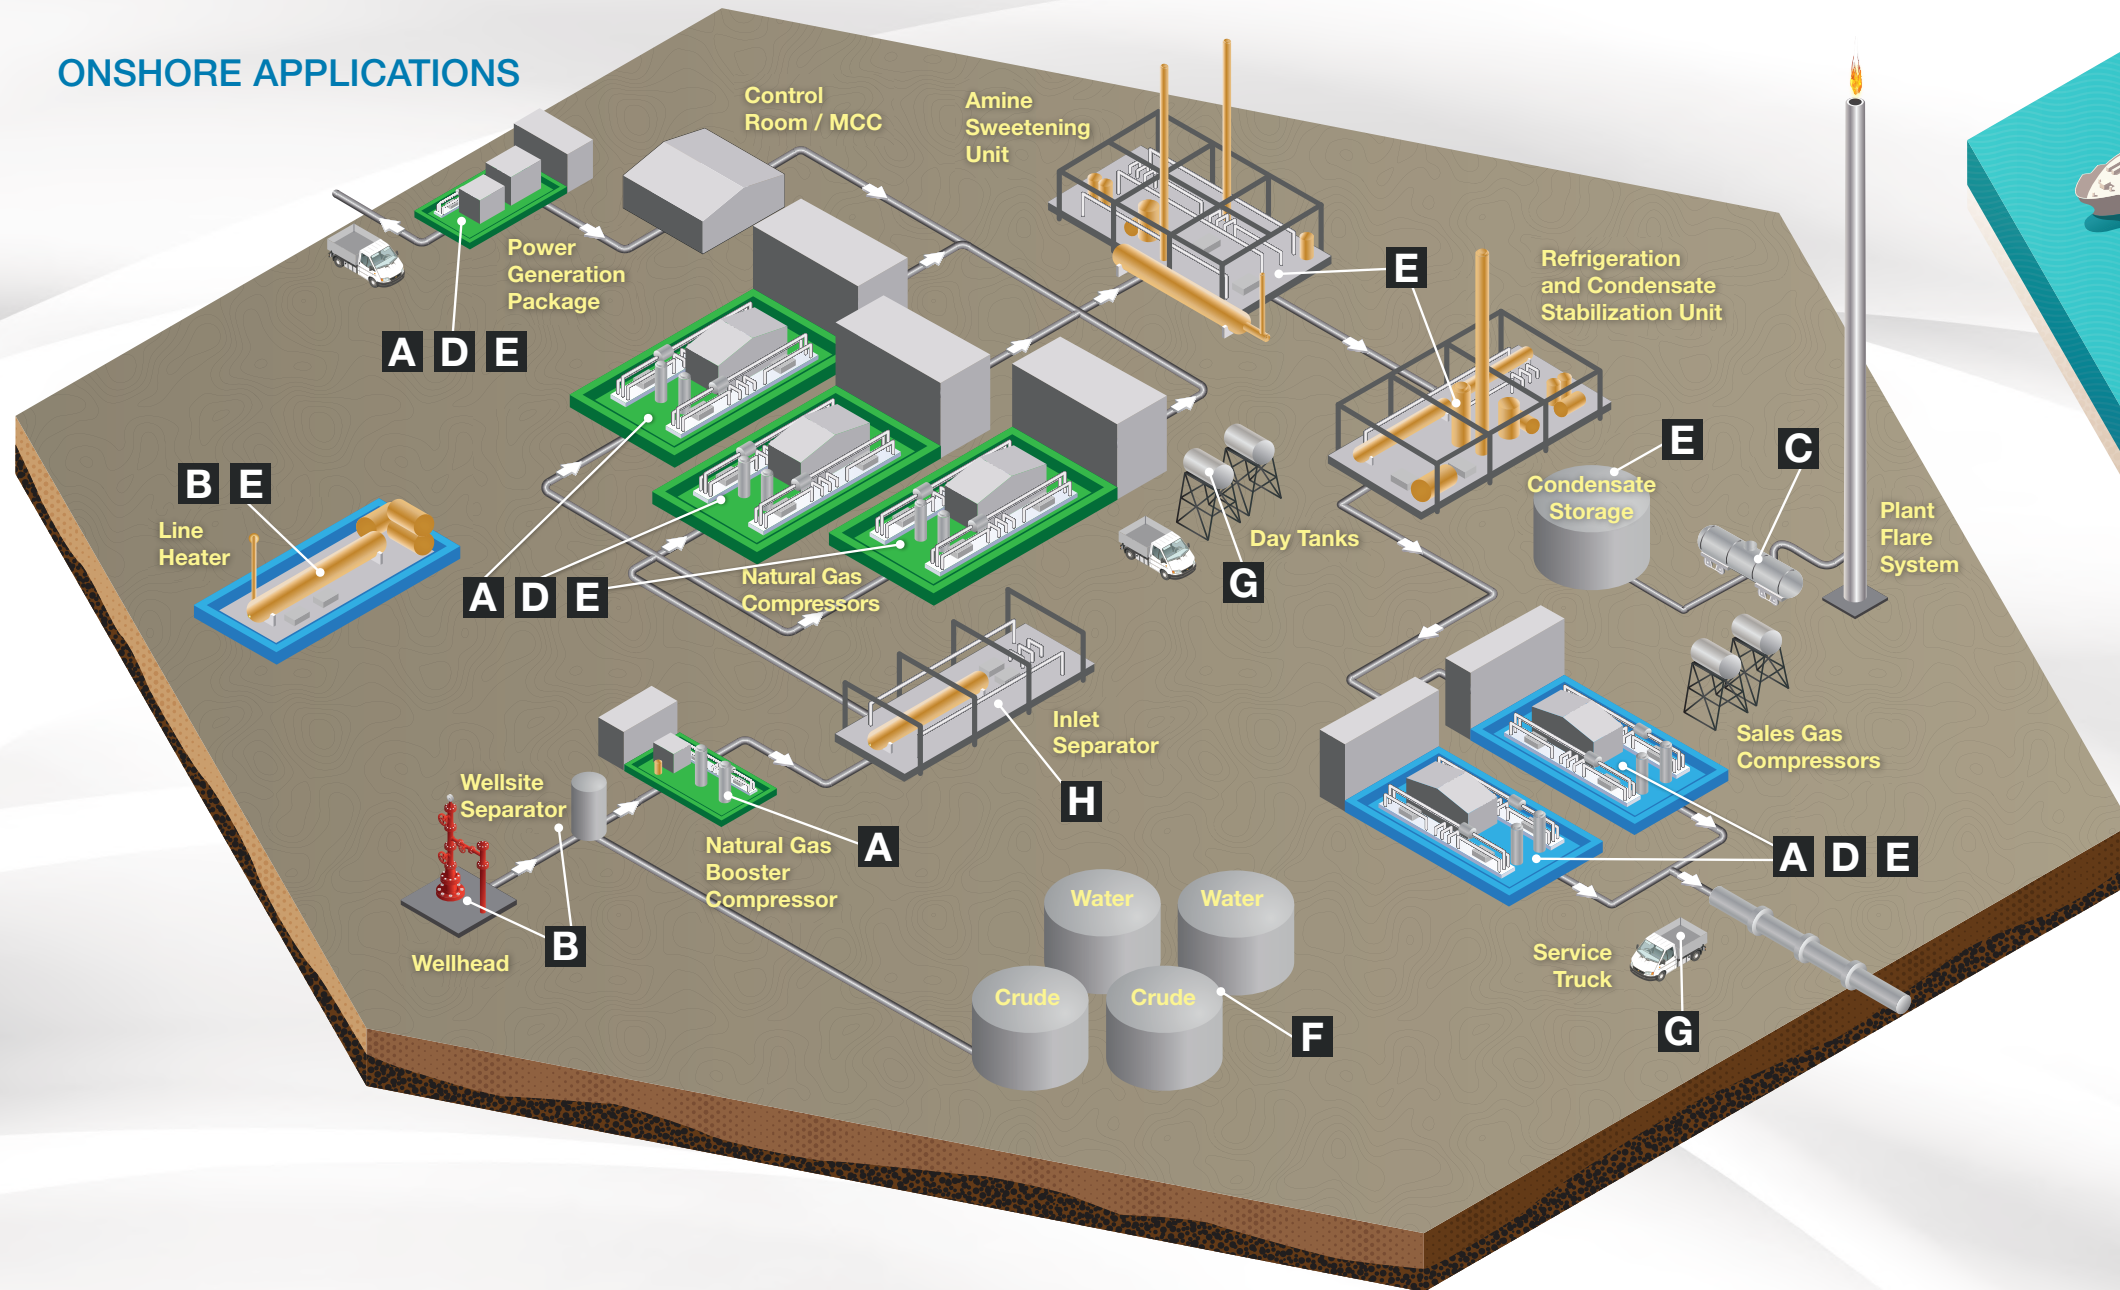 ONSHORE APPLICATIONS
Control
Room / MCC
Amine
Sweetening
Unit
Power
Generation
Package
A D E
E
Refrigeration
and Condensate
Stabilization Unit
B E
Line
Heater
E
Condensate
Storage
C
Plant
Flare
System
Day Tanks
G
A D E
Natural Gas
Compressors
Inlet
Separator
H
Wellsite
Separator
Natural Gas
Booster
Compressor
A
Wellhead
B
Sales Gas
Compressors
A D E
Water
Water
Crude
Crude
F
Service
Truck
G